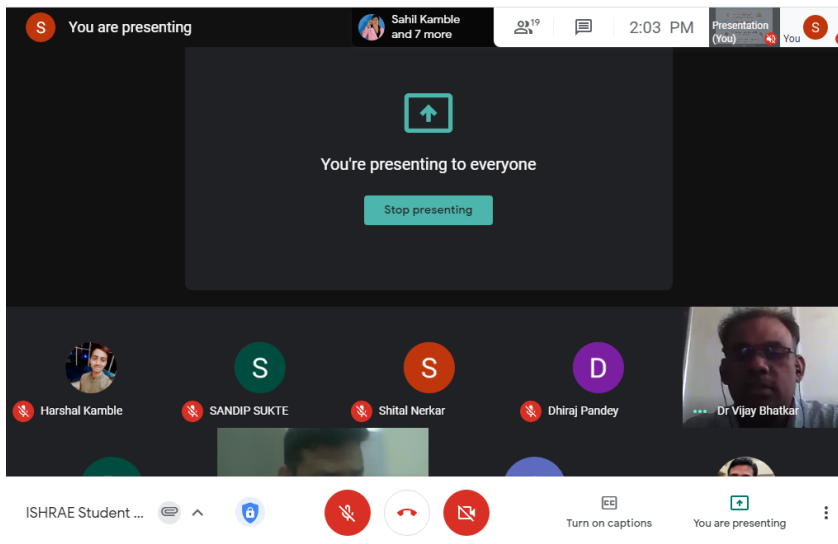 S You are presenting
Sahil Kamble
and 7 more
19
2:03 PM
Presentation
(You)
You
S
You're presenting to everyone
Stop presenting
S
S
D
Harshal Kamble
SANDIP SUKTE
Shital Nerkar
Dhiraj Pandey
Dr Vijay Bhatkar
ISHRAE Student ...
CC
Turn on captions
You are presenting